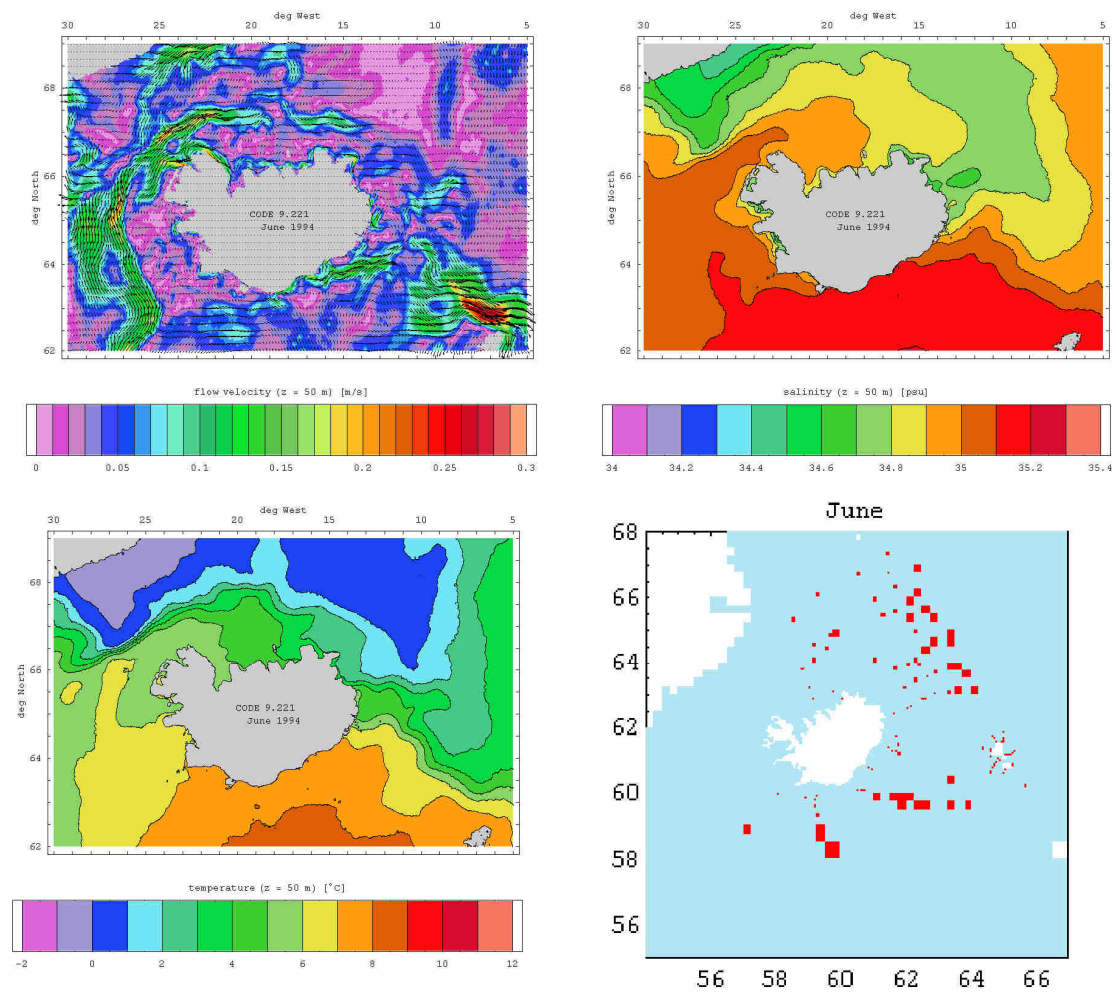 deg West
30 25 20 15 10 5
68
66
64
62
deg North
CODE 9.221
June 1994
flow velocity (z = 50 m) [m/s]
0 0.05 0.1 0.15 0.2 0.25 0.3
deg West
30 25 20 15 10 5
68
66
64
62
deg North
CODE 9.221
June 1994
salinity (z = 50 m) [psu]
34 34.2 34.4 34.6 34.8 35 35.2 35.4
deg West
30 25 20 15 10 5
68
66
64
62
deg North
CODE 9.221
June 1994
temperature (z = 50 m) [°C]
-2 0 2 4 6 8 10 12
June
68
66
64
62
60
58
56
56 58 60 62 64 66